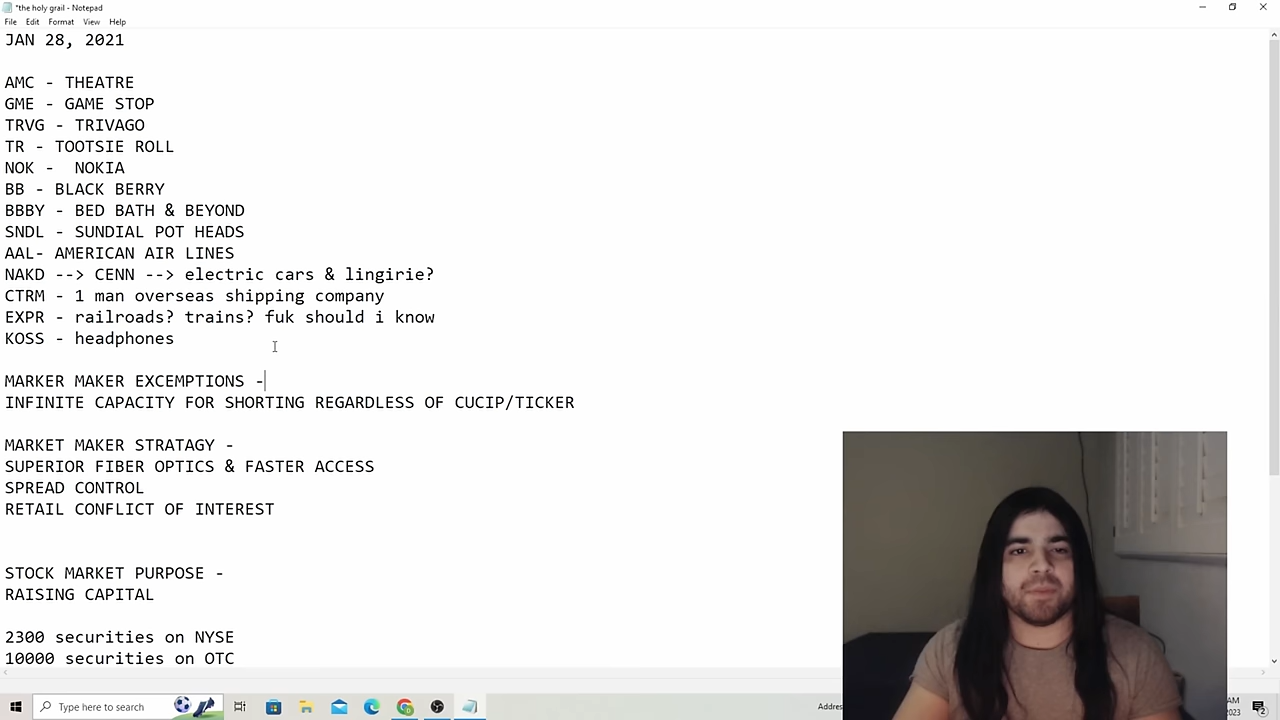 *the holy grail - Notepad
File Edit Format View Help
JAN 28, 2021
AMC - THEATRE
GME - GAME STOP
TRVG - TRIVAGO
TR - TOOTSIE ROLL
NOK -  NOKIA
BB - BLACK BERRY
BBBY - BED BATH & BEYOND
SNDL - SUNDIAL POT HEADS
AAL- AMERICAN AIR LINES
NAKD --> CENN --> electric cars & lingirie?
CTRM - 1 man overseas shipping company
EXPR - railroads? trains? fuk should i know
KOSS - headphones
MARKER MAKER EXCEMPTIONS -
INFINITE CAPACITY FOR SHORTING REGARDLESS OF CUCIP/TICKER
MARKET MAKER STRATAGY -
SUPERIOR FIBER OPTICS & FASTER ACCESS
SPREAD CONTROL
RETAIL CONFLICT OF INTEREST
STOCK MARKET PURPOSE -
RAISING CAPITAL
2300 securities on NYSE
10000 securities on OTC
Type here to search
Addres
AM
2023
2